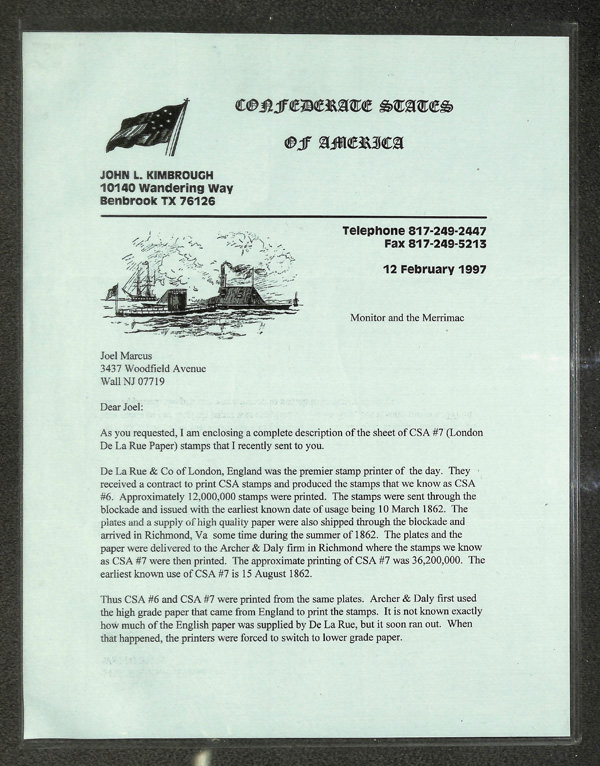 CONFEDERATE STATES
OF AMERICA
JOHN L. KIMBROUGH
10140 Wandering Way
Benbrook TX 76126
Telephone 817-249-2447
Fax 817-249-5213
12 February 1997
Monitor and the Merrimac
Joel Marcus
3437 Woodfield Avenue
Wall NJ 07719
Dear Joel:
As you requested, I am enclosing a complete description of the sheet of CSA #7 (London
De La Rue Paper) stamps that I recently sent to you.
De La Rue & Co of London, England was the premier stamp printer of the day. They
received a contract to print CSA stamps and produced the stamps that we know as CSA
#6. Approximately 12,000,000 stamps were printed. The stamps were sent through the
blockade and issued with the earliest known date of usage being 10 March 1862. The
plates and a supply of high quality paper were also shipped through the blockade and
arrived in Richmond, Va some time during the summer of 1862. The plates and the
paper were delivered to the Archer & Daly firm in Richmond where the stamps we know
as CSA #7 were then printed. The approximate printing of CSA #7 was 36,200,000. The
earliest known use of CSA #7 is 15 August 1862.
Thus CSA #6 and CSA #7 were printed from the same plates. Archer & Daly first used
the high grade paper that came from England to print the stamps. It is not known exactly
how much of the English paper was supplied by De La Rue, but it soon ran out. When
that happened, the printers were forced to switch to lower grade paper.